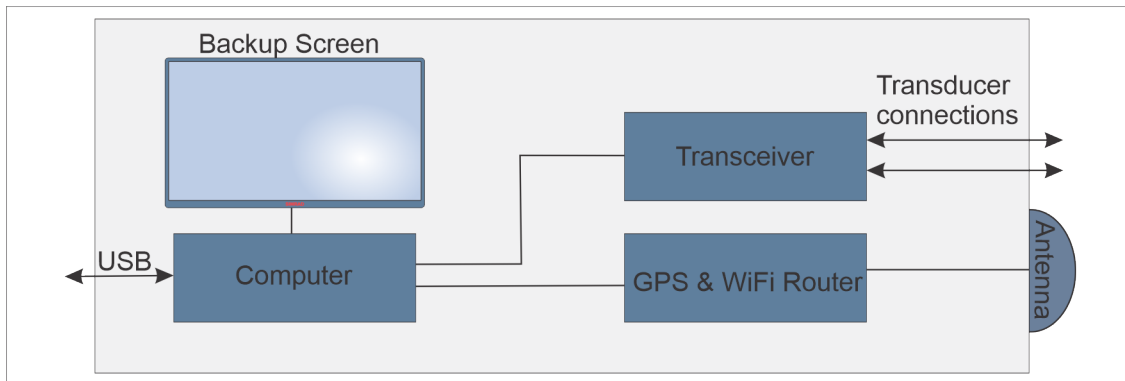 Backup Screen
Transducer
connections
Transceiver
USB
Computer
GPS & WiFi Router
Antenna